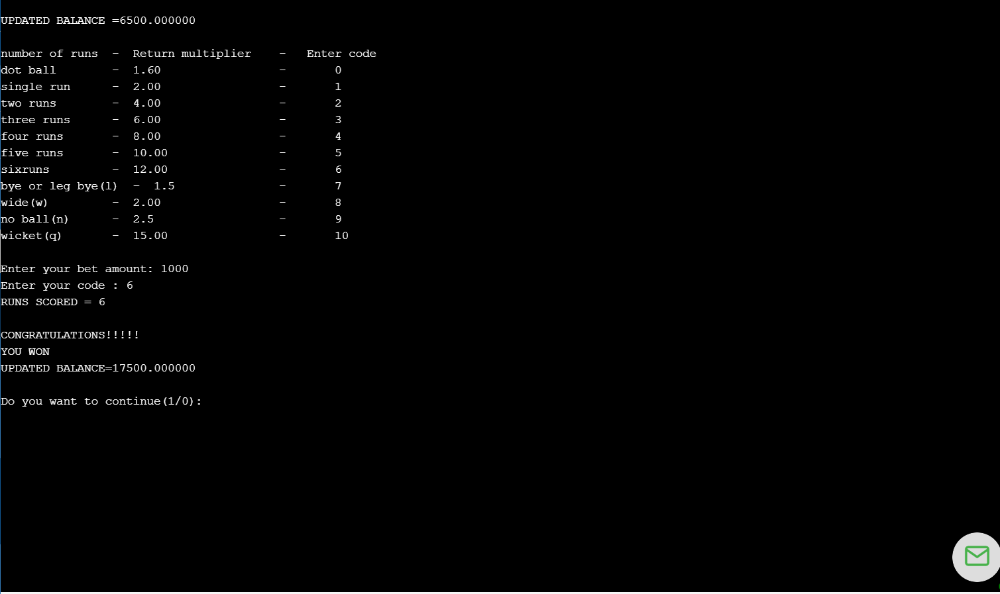 UPDATED BALANCE =6500.000000
number of runs  -  Return multiplier    -   Enter code
dot ball        -  1.60                 -       0
single run      -  2.00                 -       1
two runs        -  4.00                 -       2
three runs      -  6.00                 -       3
four runs       -  8.00                 -       4
five runs       -  10.00                -       5
sixruns         -  12.00                -       6
bye or leg bye(l)  -  1.5               -       7
wide(w)         -  2.00                 -       8
no ball(n)      -  2.5                  -       9
wicket(q)       -  15.00                -       10
Enter your bet amount: 1000
Enter your code : 6
RUNS SCORED = 6
CONGRATULATIONS!!!!!
YOU WON
UPDATED BALANCE=17500.000000
Do you want to continue(1/0):